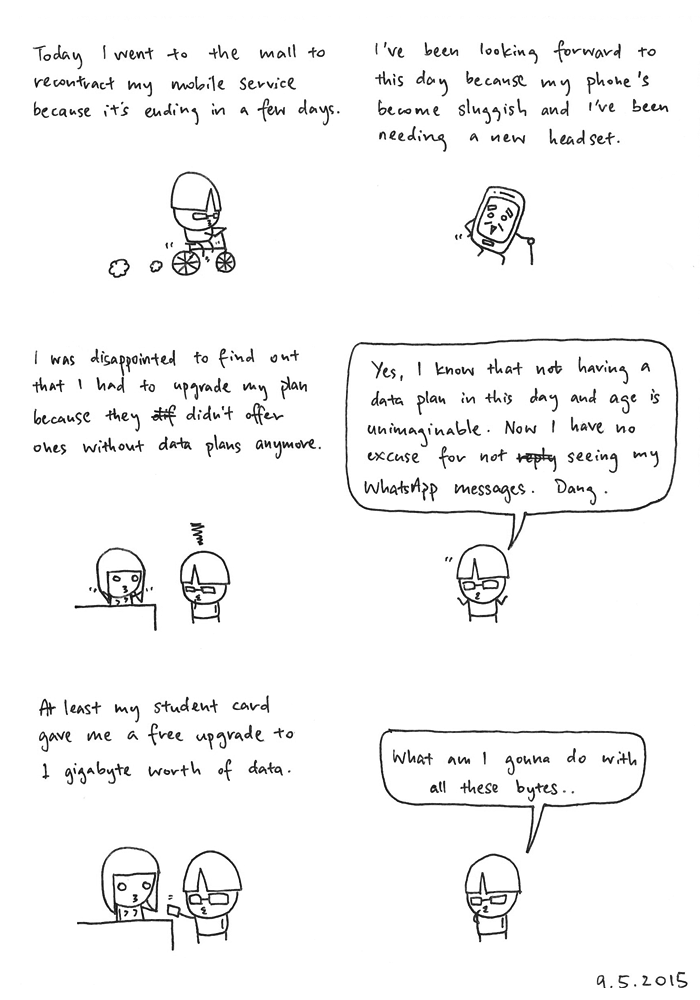 Today I went to the mall to
recontract my mobile service
because it's ending in a few days.
I've been looking forward to
this day because my phone's
become sluggish and I've been
needing a new headset.
I was disappointed to find out
that I had to upgrade my plan
because they dif didn't offer
ones without data plans anymore.
Yes, I know that not having a
data plan in this day and age is
unimaginable. Now I have no
excuse for not reply seeing my
WhatsApp messages. Dang.
At least my student card
gave me a free upgrade to
1 gigabyte worth of data.
What am I gonna do with
all these bytes..
9.5.2015